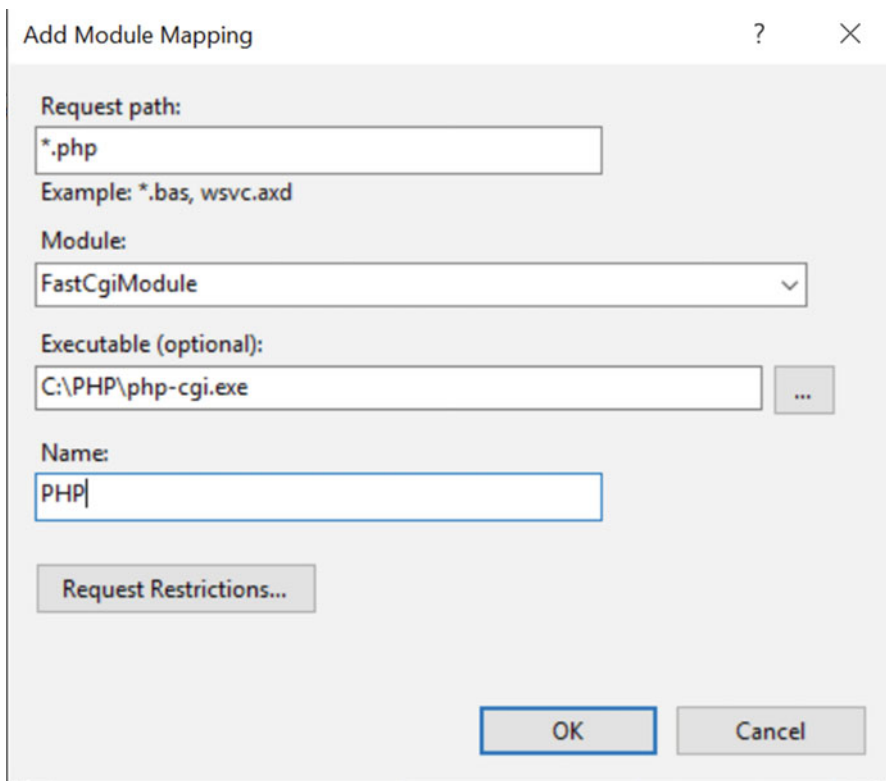 Add Module Mapping ?
Request path:
*.php
Example: *.bas, wsvc.axd
Module:
FastCgiModule
Executable (optional):
C:\PHP\php-cgi.exe
...
Name:
PHP
Request Restrictions...
OK Cancel